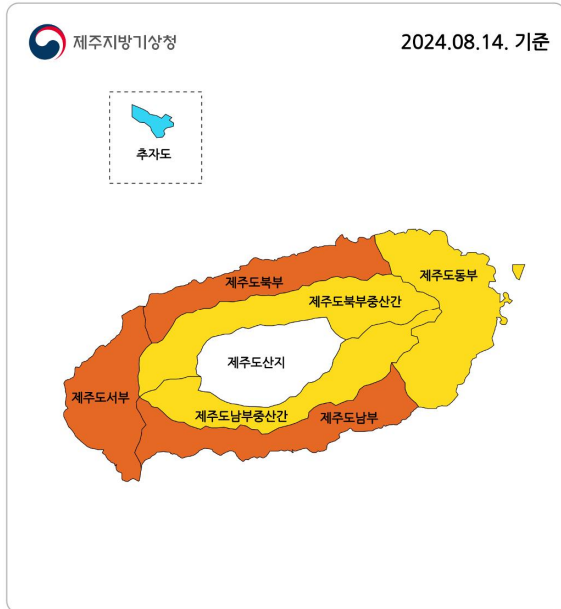 제주지방기상청
2024.08.14. 기준
추자도
제주도북부
제주도동부
제주도북부중산간
제주도산지
제주도서부
제주도남부중산간
제주도남부